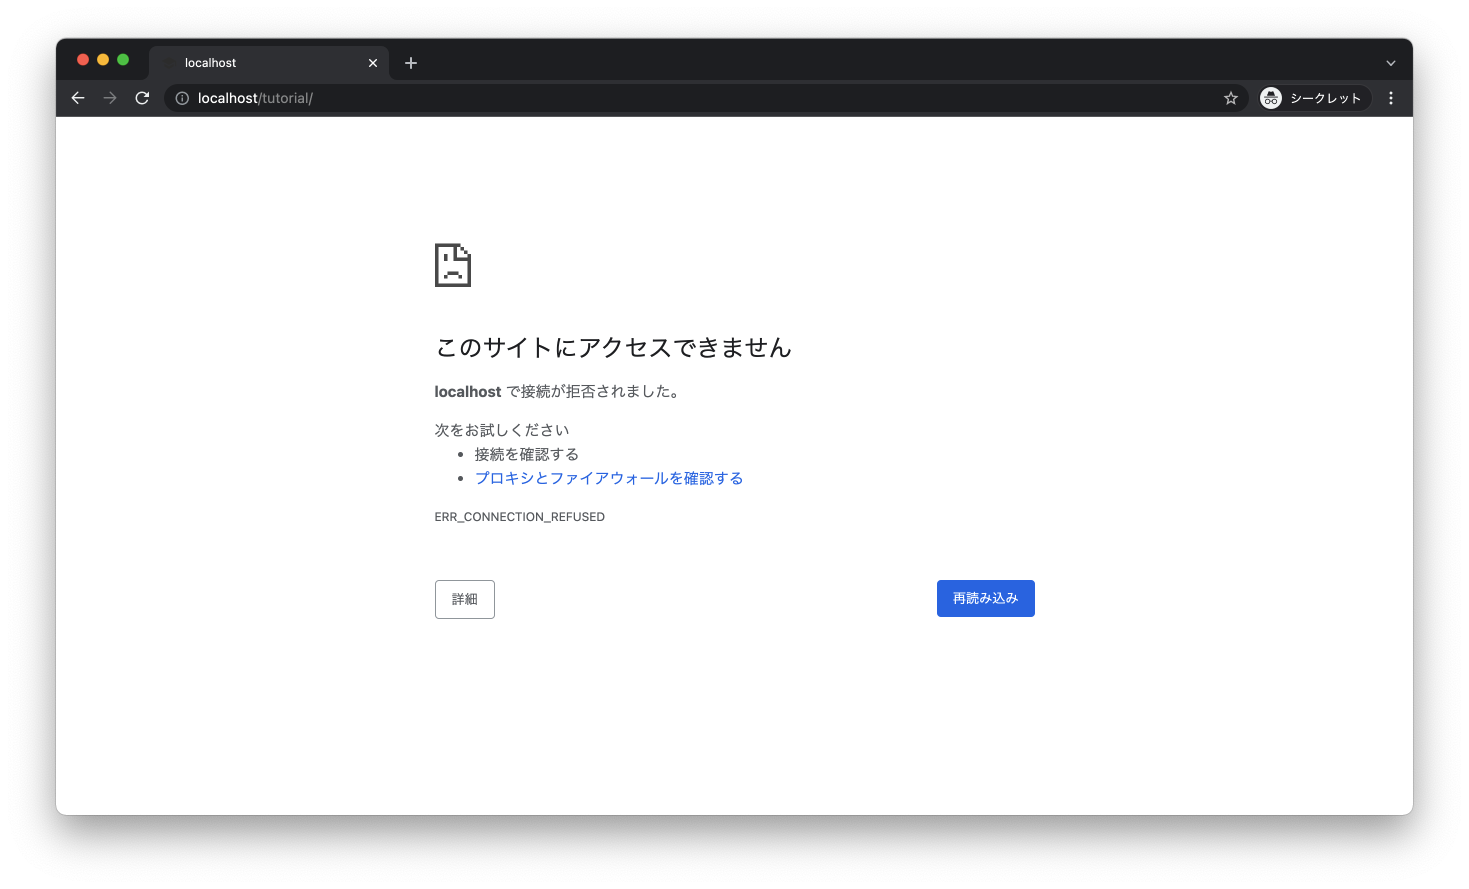 localhost
localhost/tutorial/
シークレット
このサイトにアクセスできません
localhost で接続が拒否されました。
次をお試しください
• 接続を確認する
• プロキシとファイアウォールを確認する
ERR_CONNECTION_REFUSED
詳細
再読み込み